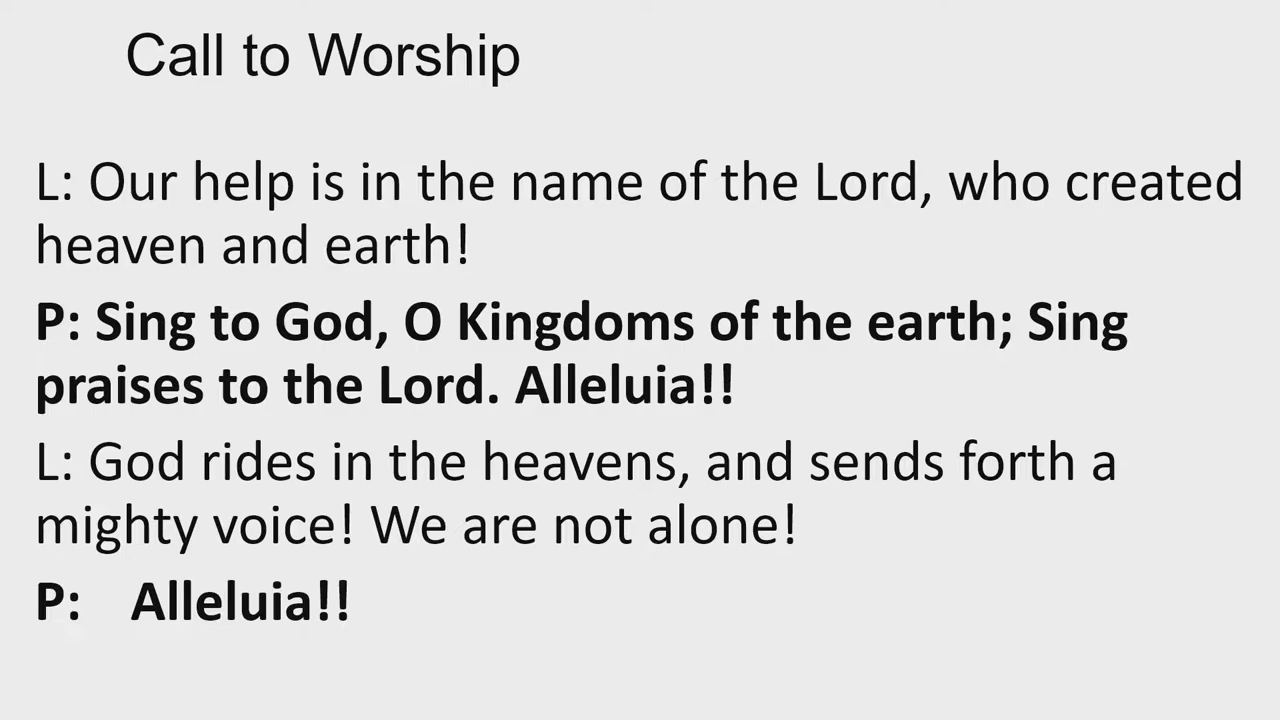 Call to Worship
L: Our help is in the name of the Lord, who created
heaven and earth!
P: Sing to God, O Kingdoms of the earth; Sing
praises to the Lord. Alleluia!!
L: God rides in the heavens, and sends forth a
mighty voice! We are not alone!
P: Alleluia!!